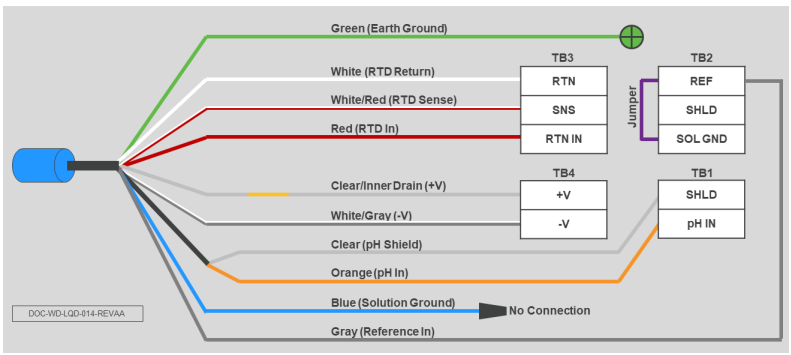 Green (Earth Ground)
TB3
TB2
White (RTD Return)
RTN
REF
White/Red (RTD Sense)
SNS
Jumper
SHLD
Red (RTD In)
RTN IN
SOL GND
TB4
TB1
Clear/Inner Drain (+V)
+V
SHLD
White/Gray (-V)
-V
pH IN
Clear (pH Shield)
Orange (pH In)
Blue (Solution Ground)
No Connection
DOC-WD-LQD-014-REVAA
Gray (Reference In)